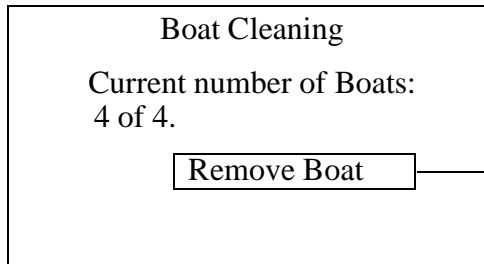 Boat Cleaning
Current number of Boats:
4 of 4.
Remove Boat